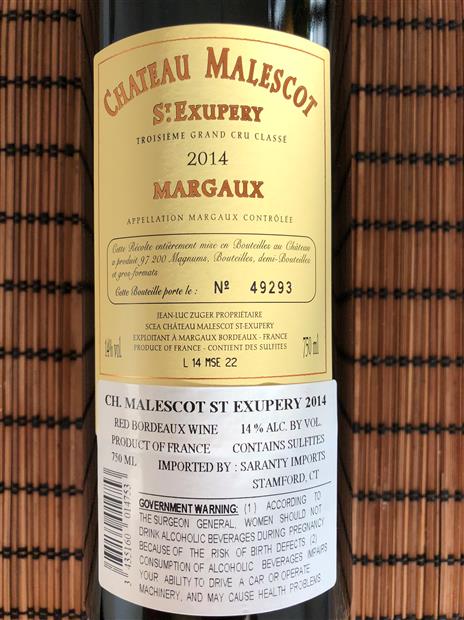 CHATEAU MALESCOT
ST. EXUPERY
TROISIÈME GRAND CRU CLASSÉ
2014
MARGAUX
APPELLATION MARGAUX CONTRÔLÉE
Cette Récolte entièrement mise en Bouteilles au Château
a produit 97 200 Magnums, Bouteilles, demi-Bouteilles
et gros-formats
Cette Bouteille porte le : Nº 49293
JEAN-LUC ZUGER PROPRIÉTAIRE
SCEA CHÂTEAU MALESCOT ST-EXUPERY
EXPLOITANT À MARGAUX BORDEAUX - FRANCE
PRODUCE OF FRANCE - CONTIENT DES SULFITES
14% vol.
750 ml
L 14 MSE 22
CH. MALESCOT ST EXUPERY 2014
RED BORDEAUX WINE 14 % ALC. BY VOL.
PRODUCT OF FRANCE CONTAINS SULFITES
750 ML IMPORTED BY : SARANTY IMPORTS
STAMFORD, CT
3 435160 014753
GOVERNMENT WARNING: (1) ACCORDING TO
THE SURGEON GENERAL, WOMEN SHOULD NOT
DRINK ALCOHOLIC BEVERAGES DURING PREGNANCY
BECAUSE OF THE RISK OF BIRTH DEFECTS (2)
CONSUMPTION OF ALCOHOLIC BEVERAGES IMPAIRS
YOUR ABILITY TO DRIVE A CAR OR OPERATE
MACHINERY, AND MAY CAUSE HEALTH PROBLEMS